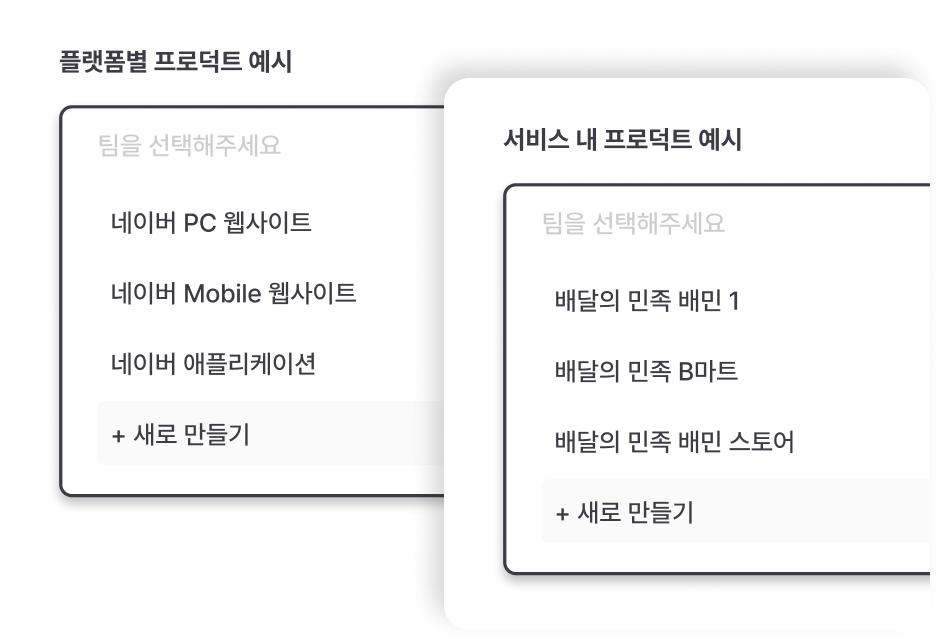 플랫폼별 프로덕트 예시
팀을 선택해주세요
네이버 PC 웹사이트
네이버 Mobile 웹사이트
네이버 애플리케이션
+ 새로 만들기
서비스 내 프로덕트 예시
팀을 선택해주세요
배달의 민족 배민 1
배달의 민족 B마트
배달의 민족 배민 스토어
+ 새로 만들기